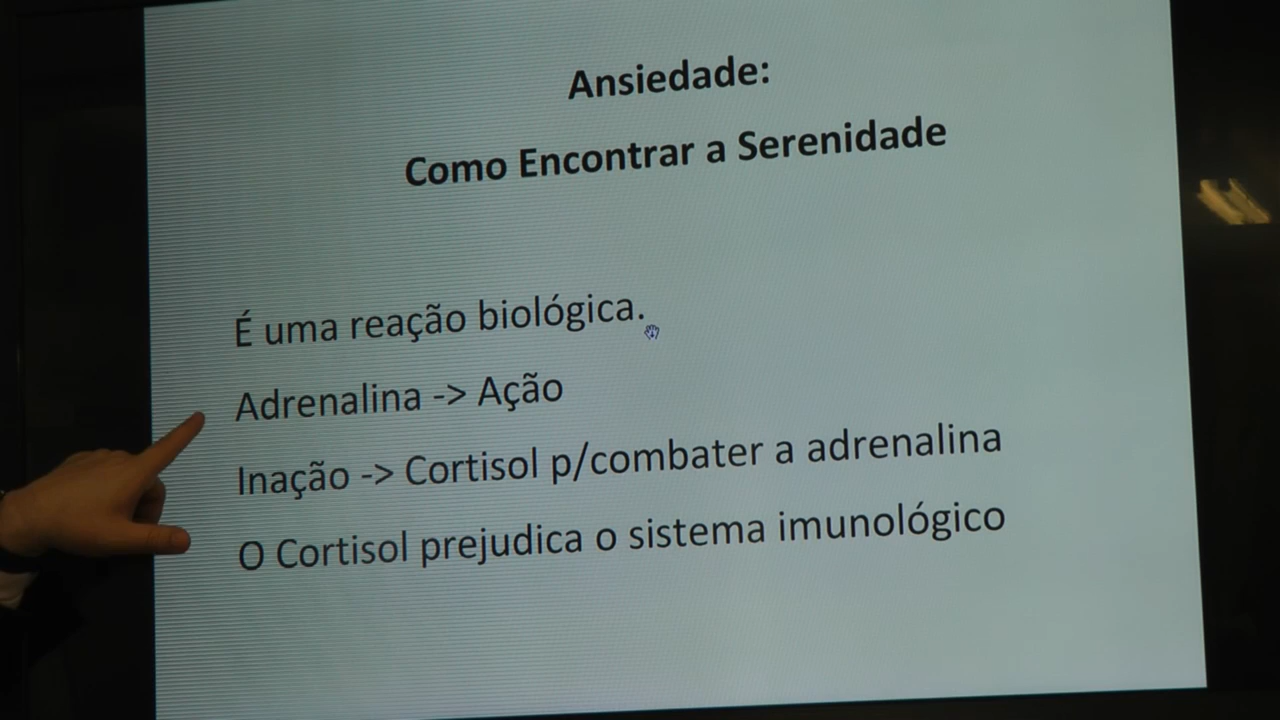 Ansiedade:
Como Encontrar a Serenidade
É uma reação biológica.
Adrenalina -> Ação
Inação -> Cortisol p/combater a adrenalina
O Cortisol prejudica o sistema imunológico